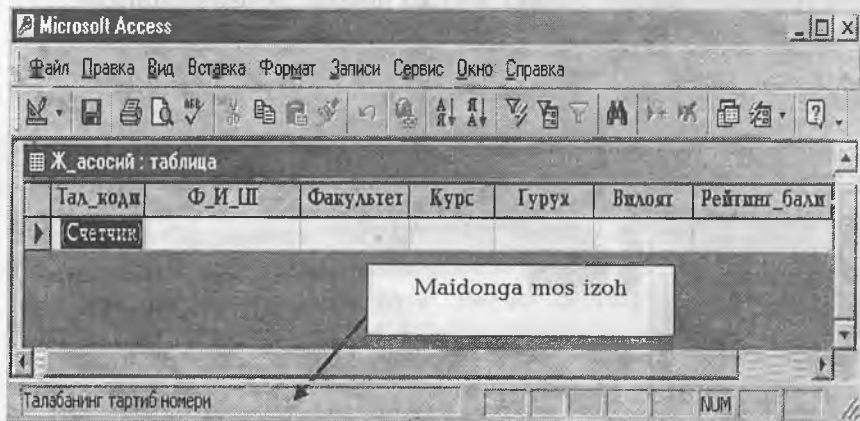 Microsoft Access
Файл Правка Вид Вставка Формат Записи Сервис Окно Справка
Ж_асосий : таблица
Тал_коди Ф_И_Ш Факультет Курс Гурух Вилоят Рейтинг_бали
(Счетчик)
Maidonga mos izoh
Талабанинг тартиб номери NUM